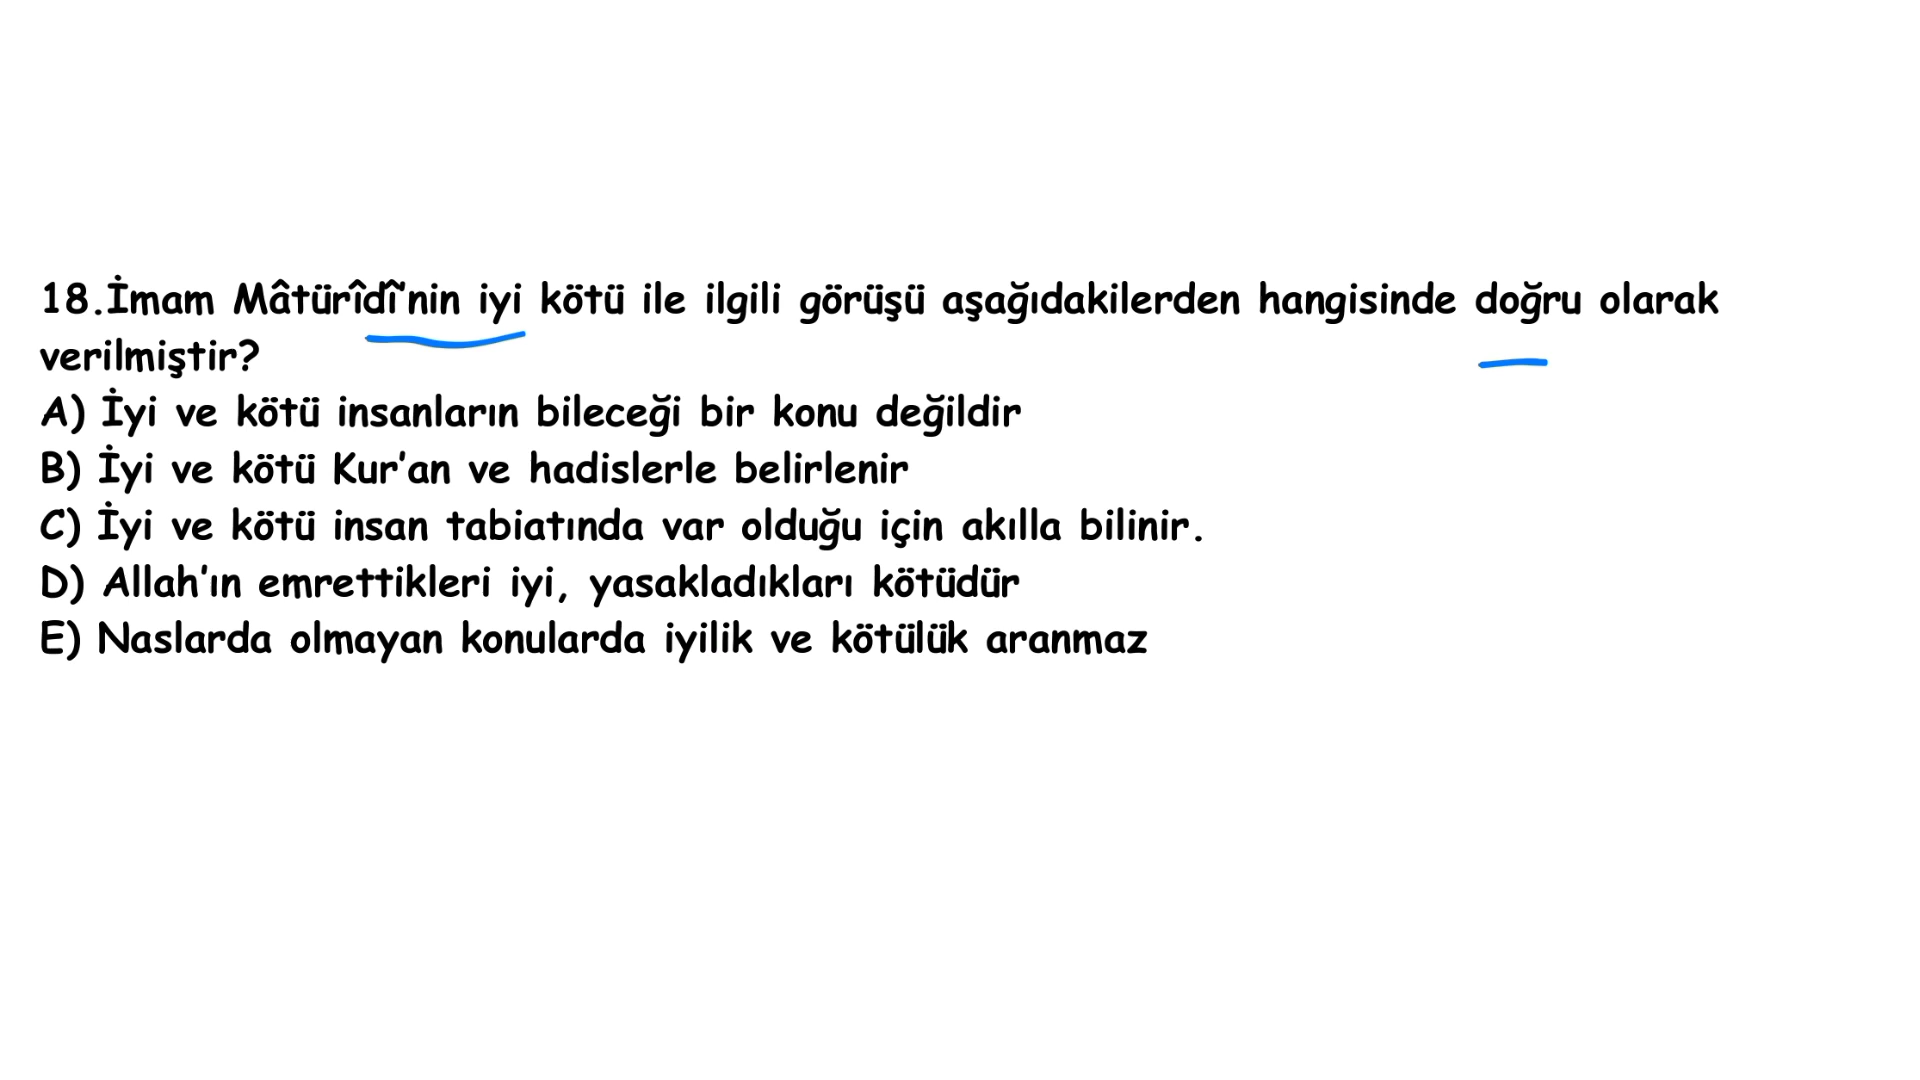 18.İmam Mâtürîdî'nin iyi kötü ile ilgili görüşü aşağıdakilerden hangisinde doğru olarak
verilmiştir?
A) İyi ve kötü insanların bileceği bir konu değildir
B) İyi ve kötü Kur'an ve hadislerle belirlenir
C) İyi ve kötü insan tabiatında var olduğu için akılla bilinir.
D) Allah'ın emrettikleri iyi, yasakladıkları kötüdür
E) Naslarda olmayan konularda iyilik ve kötülük aranmaz